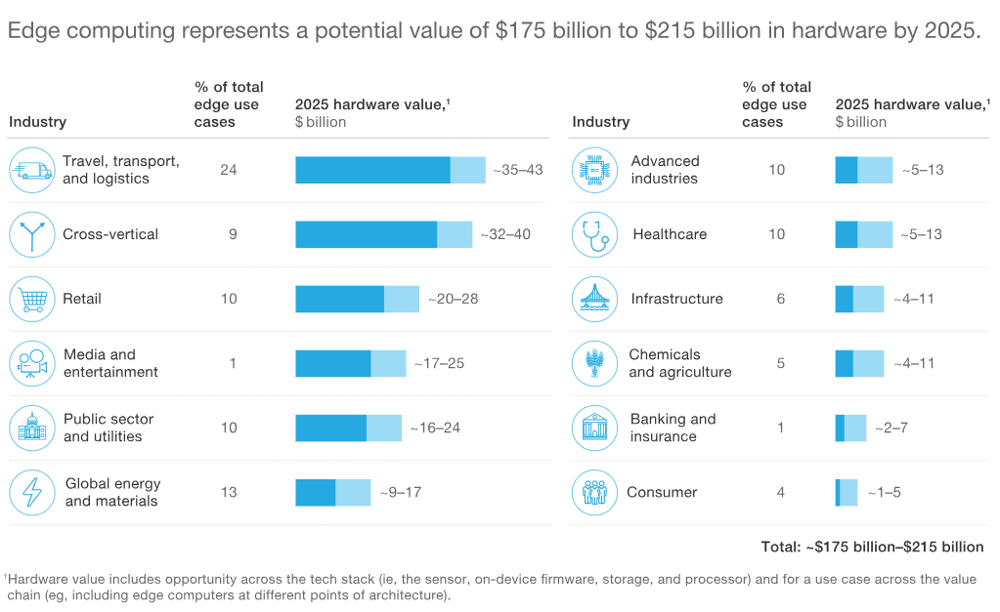 Edge computing represents a potential value of $175 billion to $215 billion in hardware by 2025.
Industry
% of total
edge use
cases
2025 hardware value,¹
$ billion
Travel, transport,
and logistics
24
~35–43
Cross-vertical
9
~32–40
Retail
10
~20–28
Media and
entertainment
1
~17–25
Public sector
and utilities
10
~16–24
Global energy
and materials
13
~9–17
Industry
% of total
edge use
cases
2025 hardware value,¹
$ billion
Advanced
industries
10
~5–13
Healthcare
10
~5–13
Infrastructure
6
~4–11
Chemicals
and agriculture
5
~4–11
Banking and
insurance
1
~2–7
Consumer
4
~1–5
Total: ~$175 billion–$215 billion
¹Hardware value includes opportunity across the tech stack (ie, the sensor, on-device firmware, storage, and processor) and for a use case across the value
chain (eg, including edge computers at different points of architecture).